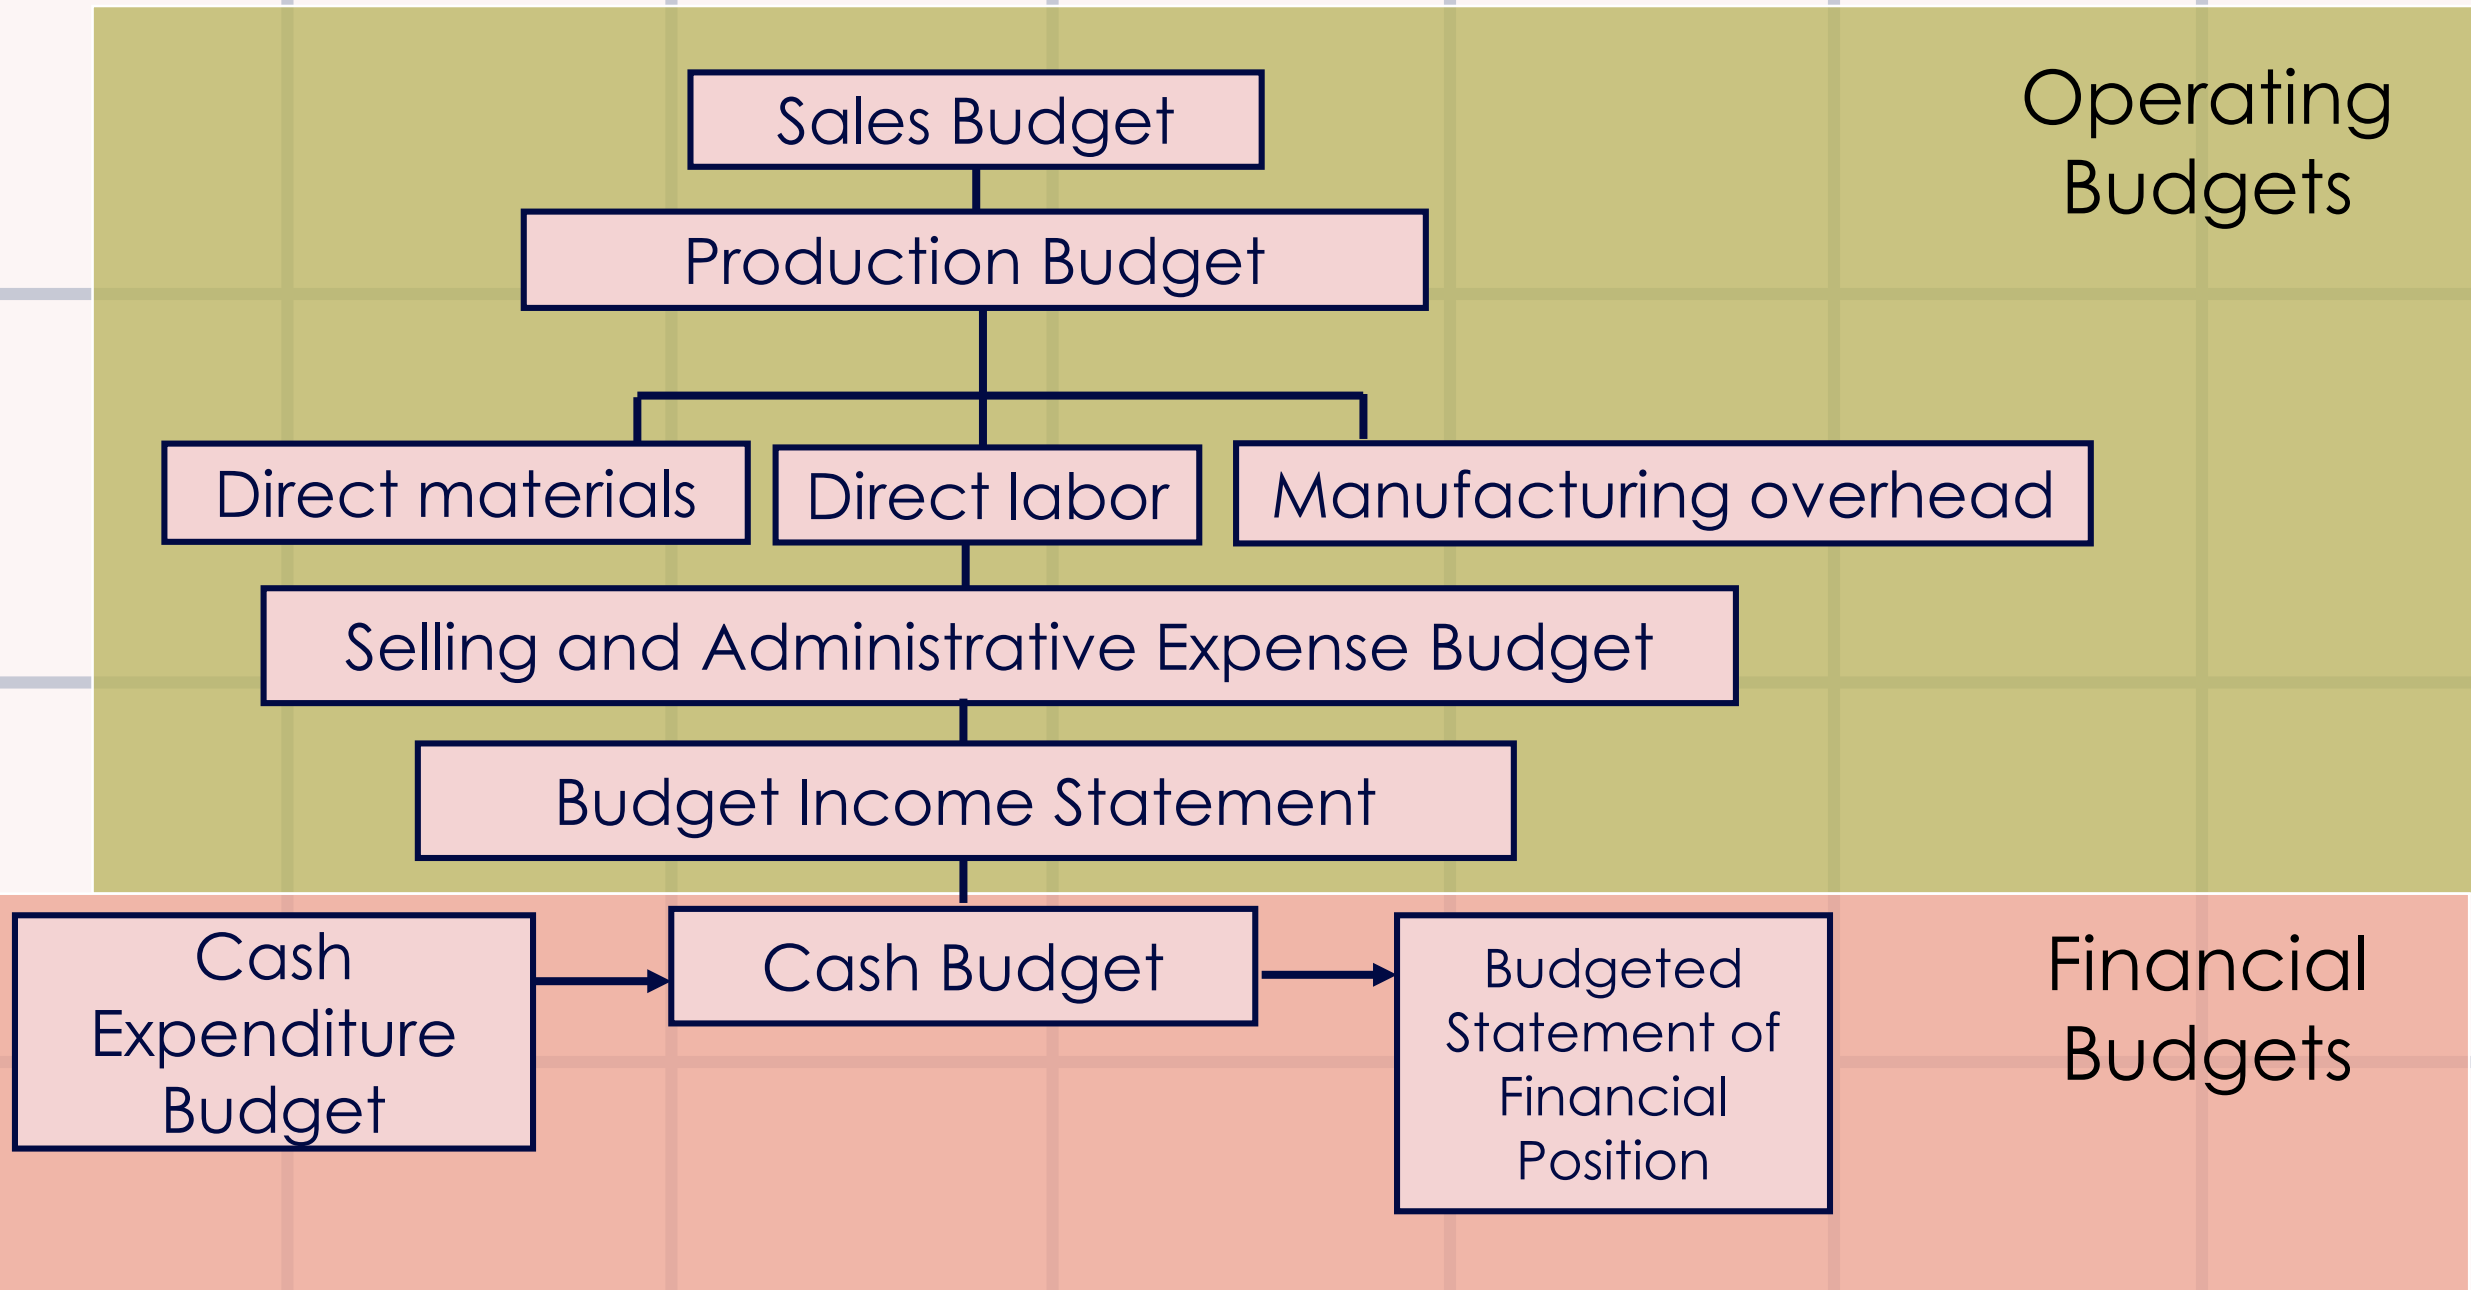 Sales Budget
Operating
Budgets
Production Budget
Direct materials
Direct labor
Manufacturing overhead
Selling and Administrative Expense Budget
Budget Income Statement
Cash
Expenditure
Budget
Cash Budget
Budgeted
Statement of
Financial
Position
Financial
Budgets